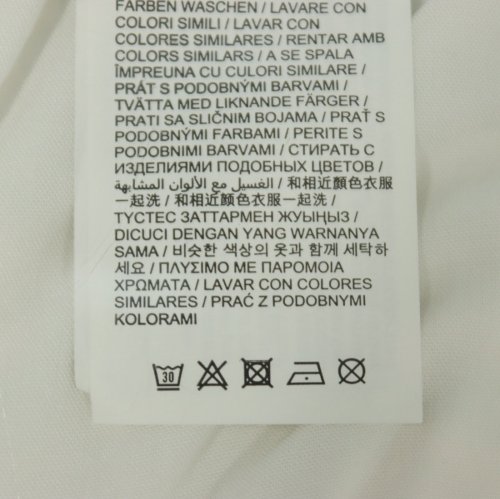 FARBEN WASCHEN / LAVARE CON
COLORI SIMILI / LAVAR CON
COLORES SIMILARES / RENTAR AMB
COLORS SIMILARS / A SE SPALA
ÎMPREUNA CU CULORI SIMILARE /
PRÁT S PODOBNÝMI BARVAMI /
TVÄTTA MED LIKNANDE FÄRGER /
PRATI SA SLIČNIM BOJAMA / PRAŤ S
PODOBNÝMI FARBAMI / PERITE S
PODOBNIMI BARVAMI / СТИРАТЬ С
ИЗДЕЛИЯМИ ПОДОБНЫХ ЦВЕТОВ /
الغسيل مع الألوان المشابهة / 和相近顏色衣服
一起洗 / 和相近颜色衣服一起洗 /
ТҮСТЕС ЗАТТАРМЕН ЖУЫҢЫЗ /
DICUCI DENGAN YANG WARNANYA
SAMA / 비슷한 색상의 옷과 함께 세탁하
세요 / ΠΛΥΣΙΜΟ ΜΕ ΠΑΡΟΜΟΙΑ
ΧΡΩΜΑΤΑ / LAVAR CON COLORES
SIMILARES / PRAĆ Z PODOBNYMI
KOLORAMI
30